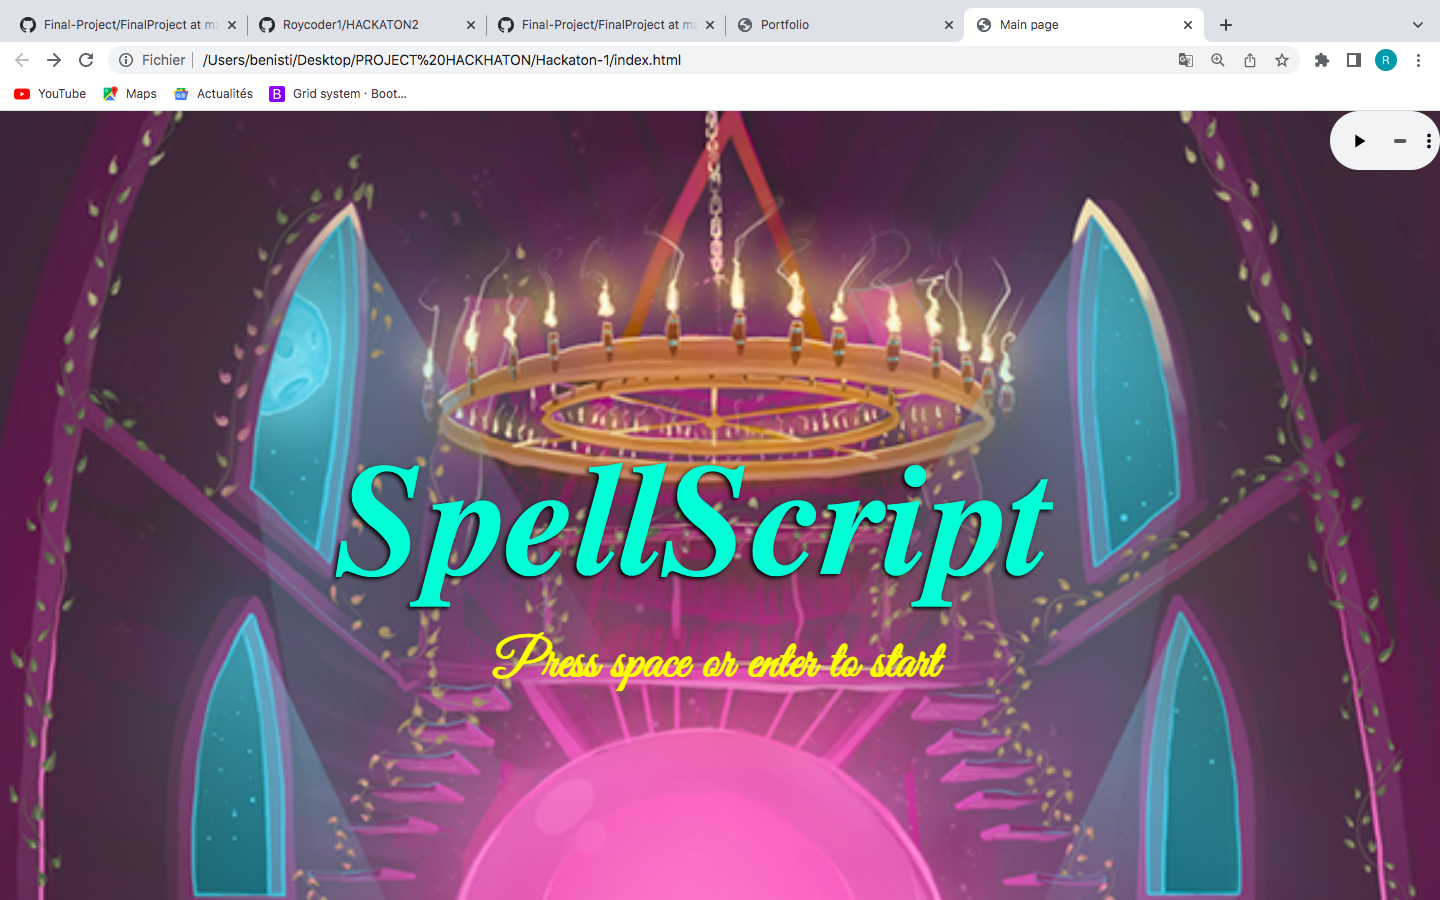 Final-Project/FinalProject at ma
Roycoder1/HACKATON2
Final-Project/FinalProject at ma
Portfolio
Main page
Fichier
/Users/benisti/Desktop/PROJECT%20HACKHATON/Hackaton-1/index.html
R
YouTube
Maps
Actualités
B
Grid system · Boot...
SpellScript
Press space or enter to start